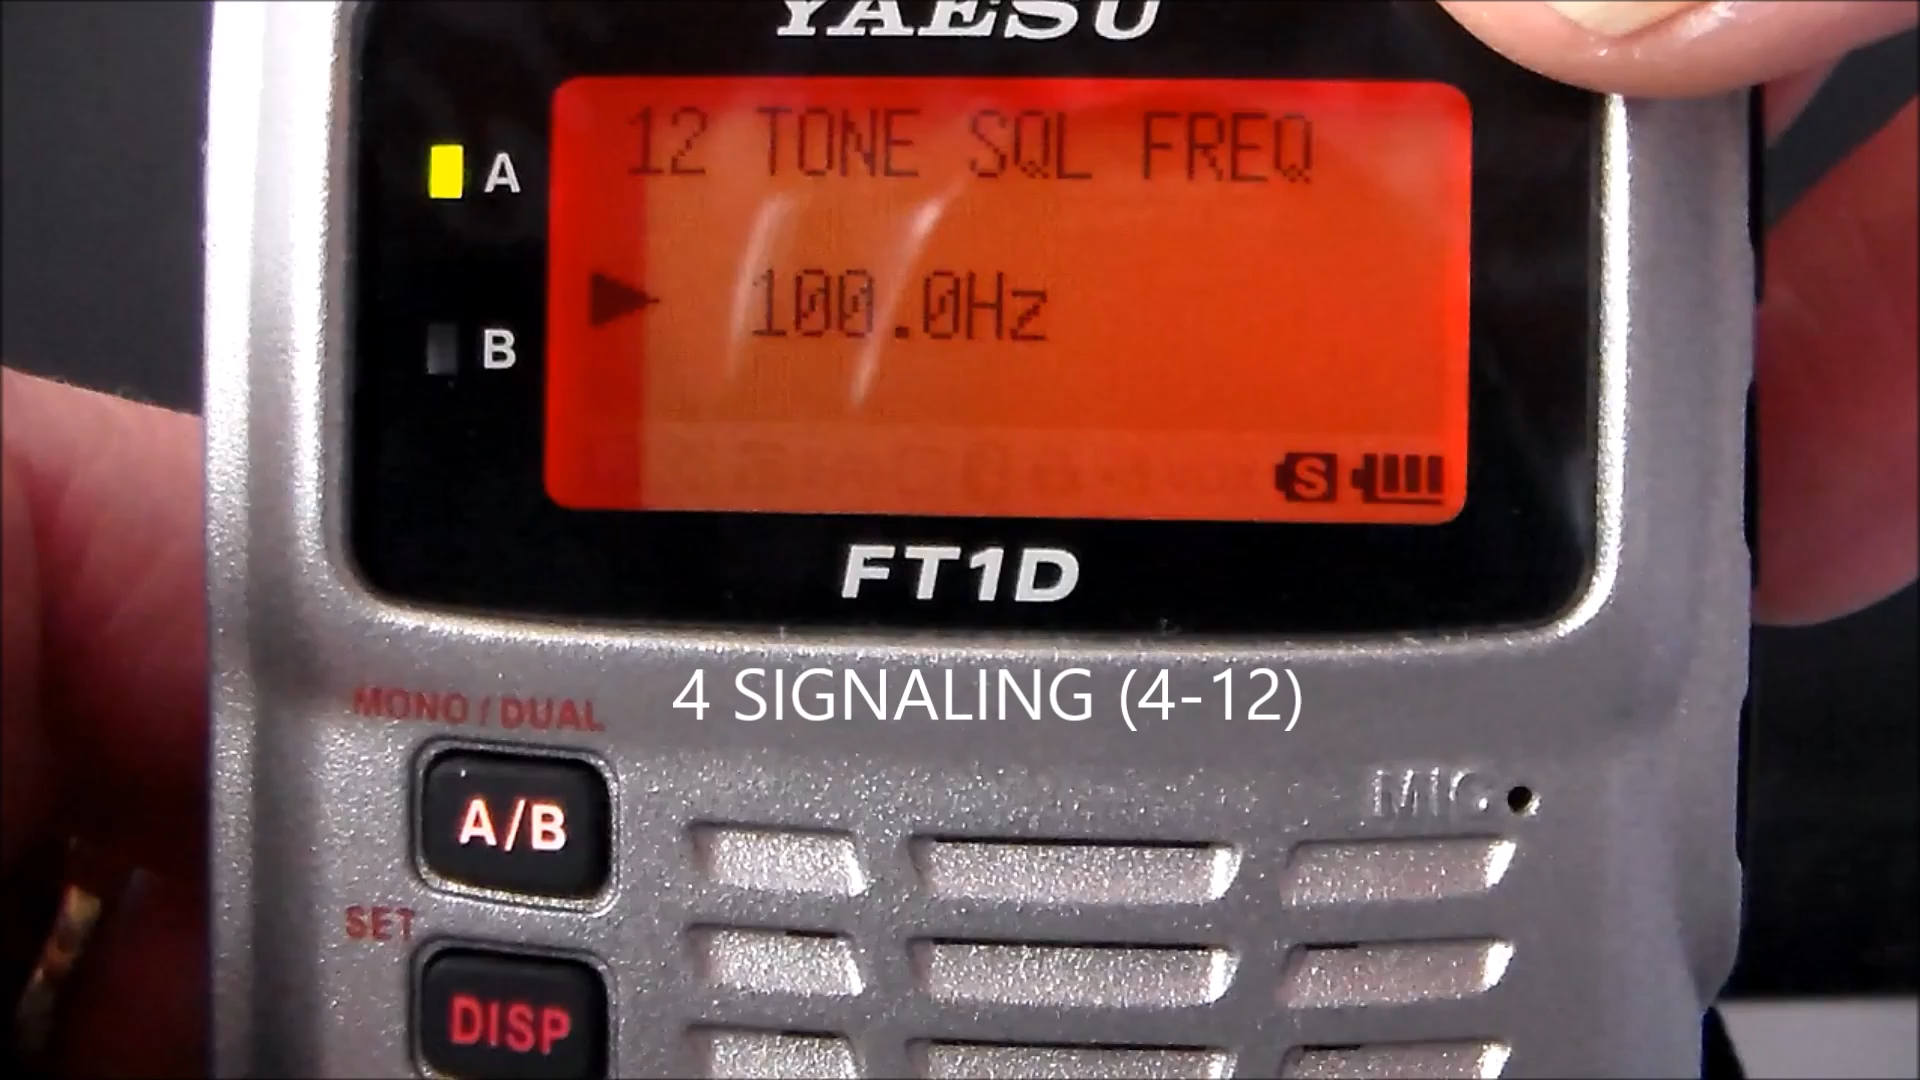 YAESU
12 TONE SQL FREQ
A
100.0Hz
B
S
FT1D
4 SIGNALING (4-12)
MONO / DUAL
MIC
A/B
SET
DISP